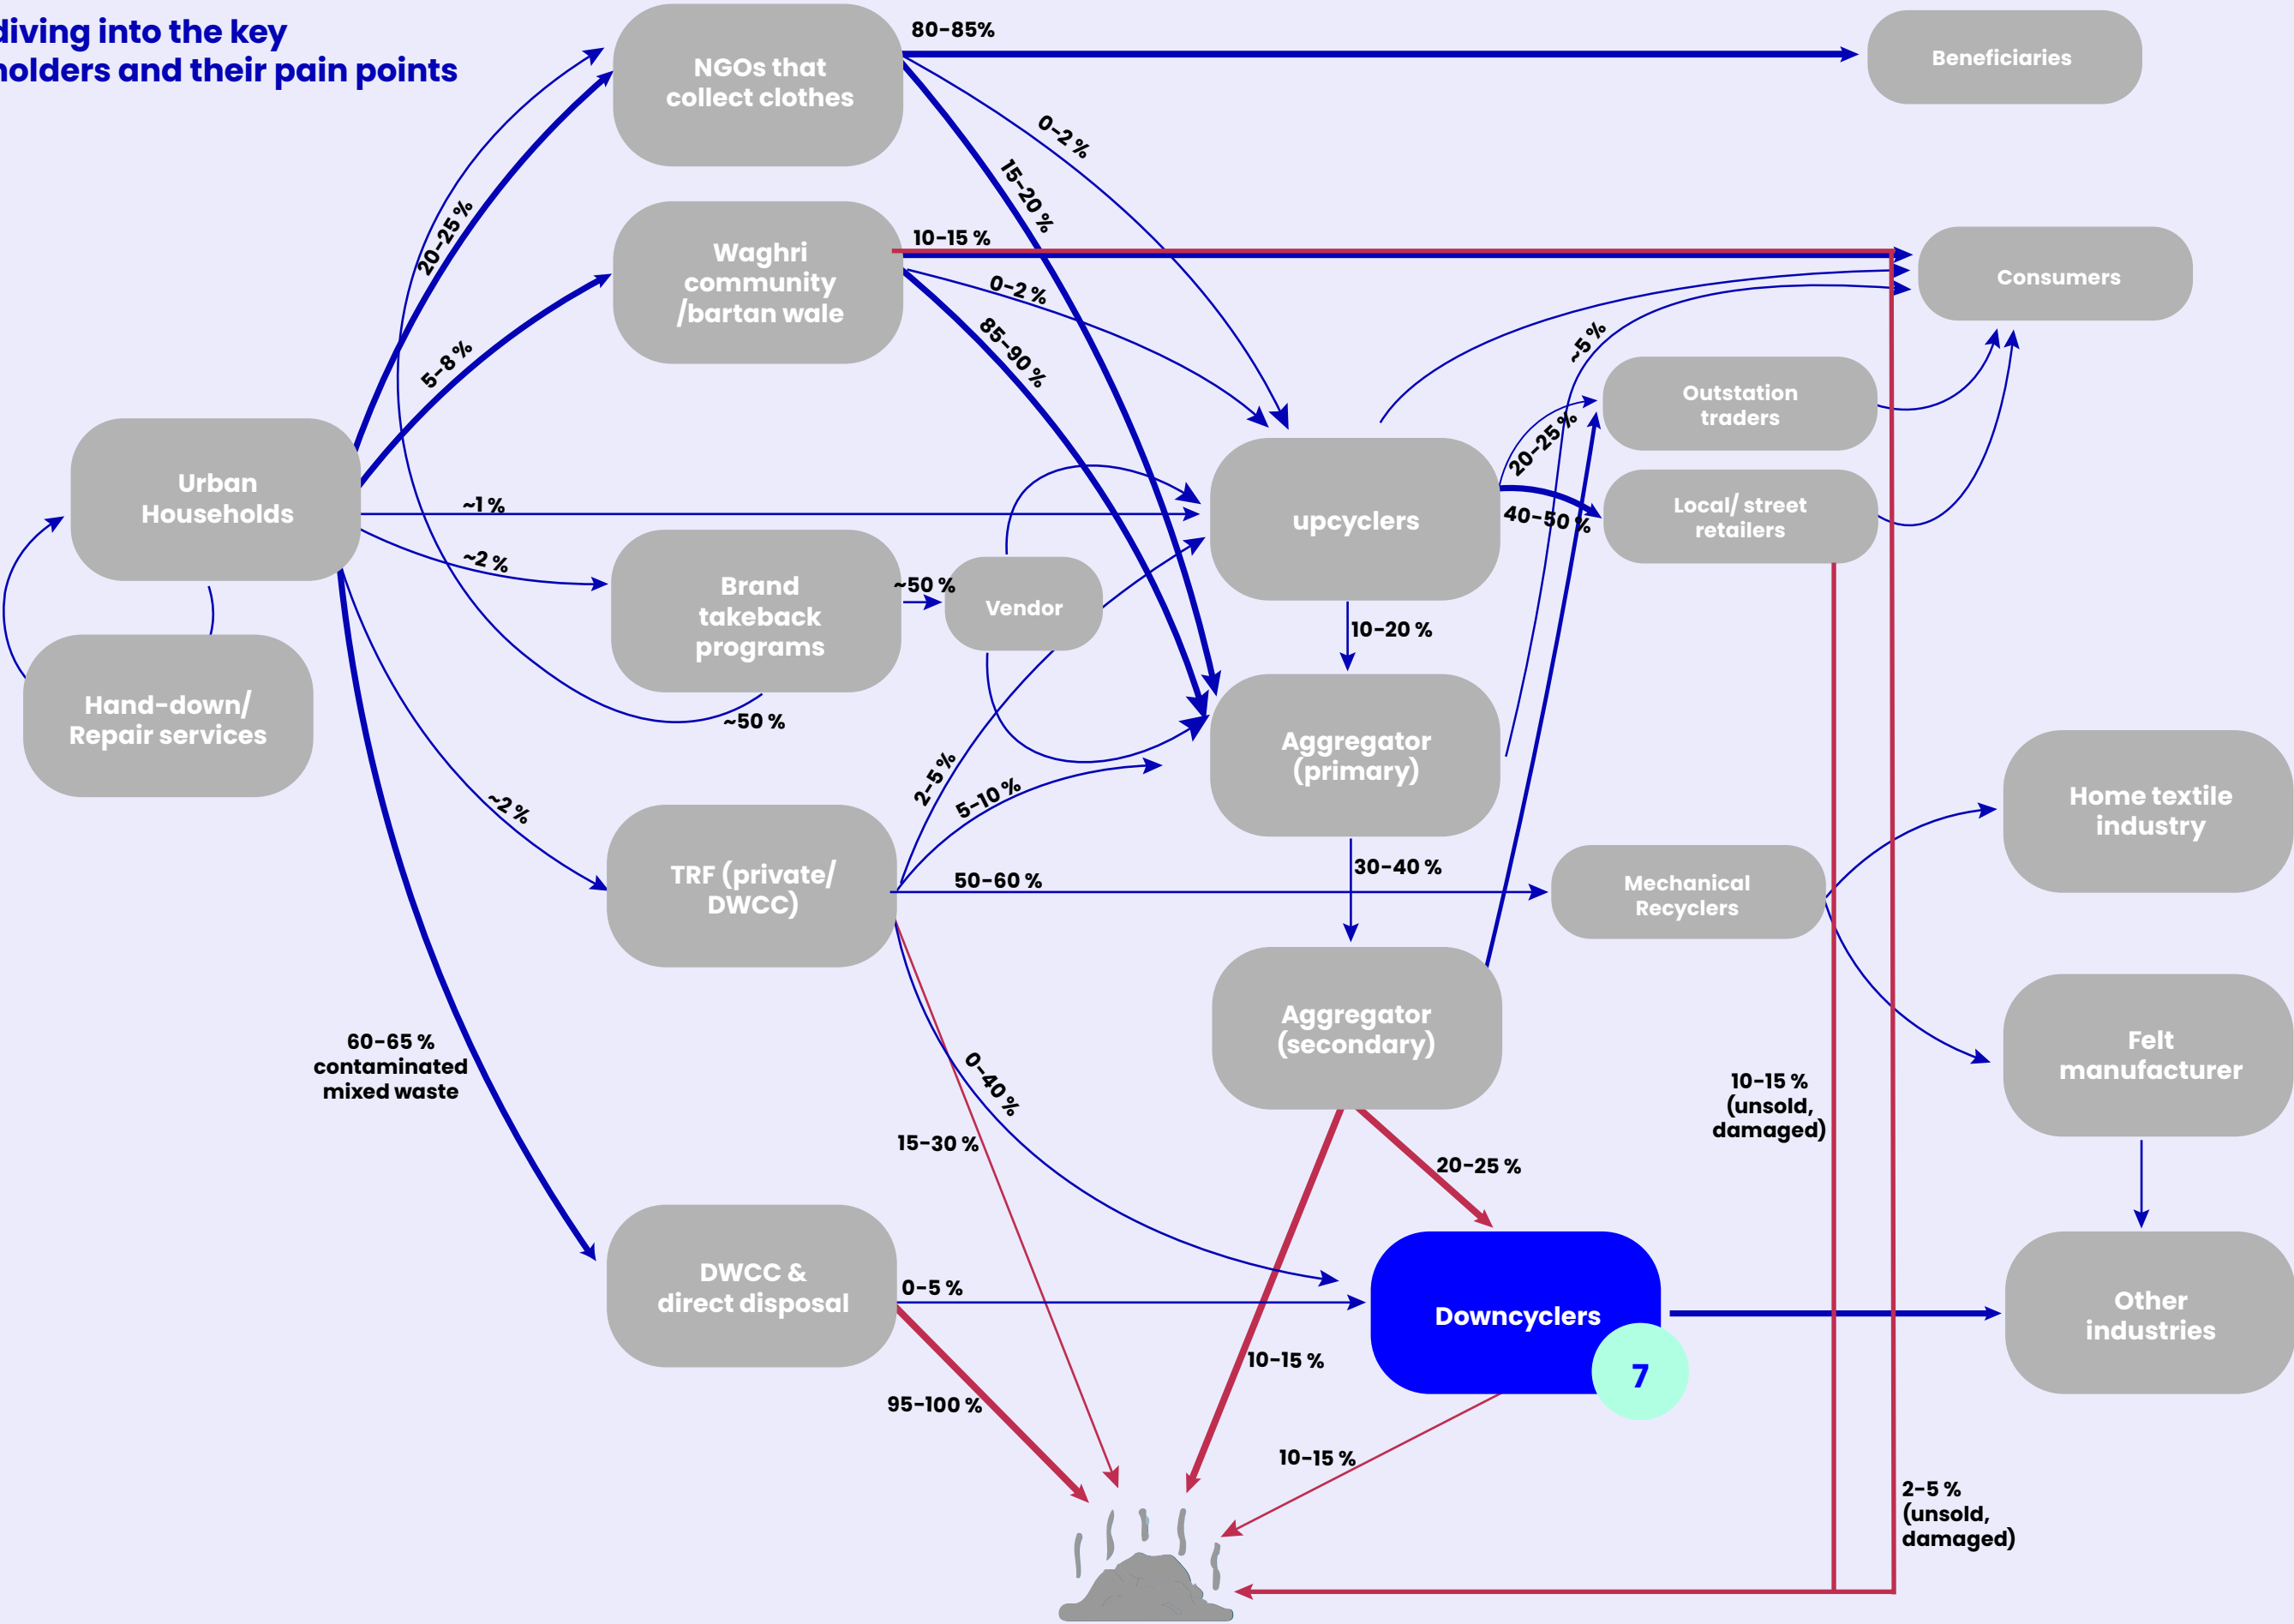 diving into the key
holders and their pain points
80-85%
NGOs that
collect clothes
Beneficiaries
0-2 %
15-20 %
20-25 %
Waghri
community
/bartan wale
10-15 %
0-2 %
85-90 %
Consumers
5-8 %
~5 %
Outstation
traders
20-25 %
Urban
Households
~1 %
upcyclers
40-50 %
Local/ street
retailers
~2 %
Brand
takeback
programs
~50 %
Vendor
10-20 %
Hand-down/
Repair services
~50 %
Aggregator
(primary)
2-5 %
5-10 %
~2 %
Home textile
industry
TRF (private/
DWCC)
50-60 %
30-40 %
Mechanical
Recyclers
Aggregator
(secondary)
60-65 %
contaminated
mixed waste
0-40 %
15-30 %
10-15 %
(unsold,
damaged)
Felt
manufacturer
20-25 %
DWCC &
direct disposal
0-5 %
Downcyclers
7
Other
industries
10-15 %
95-100 %
10-15 %
2-5 %
(unsold,
damaged)